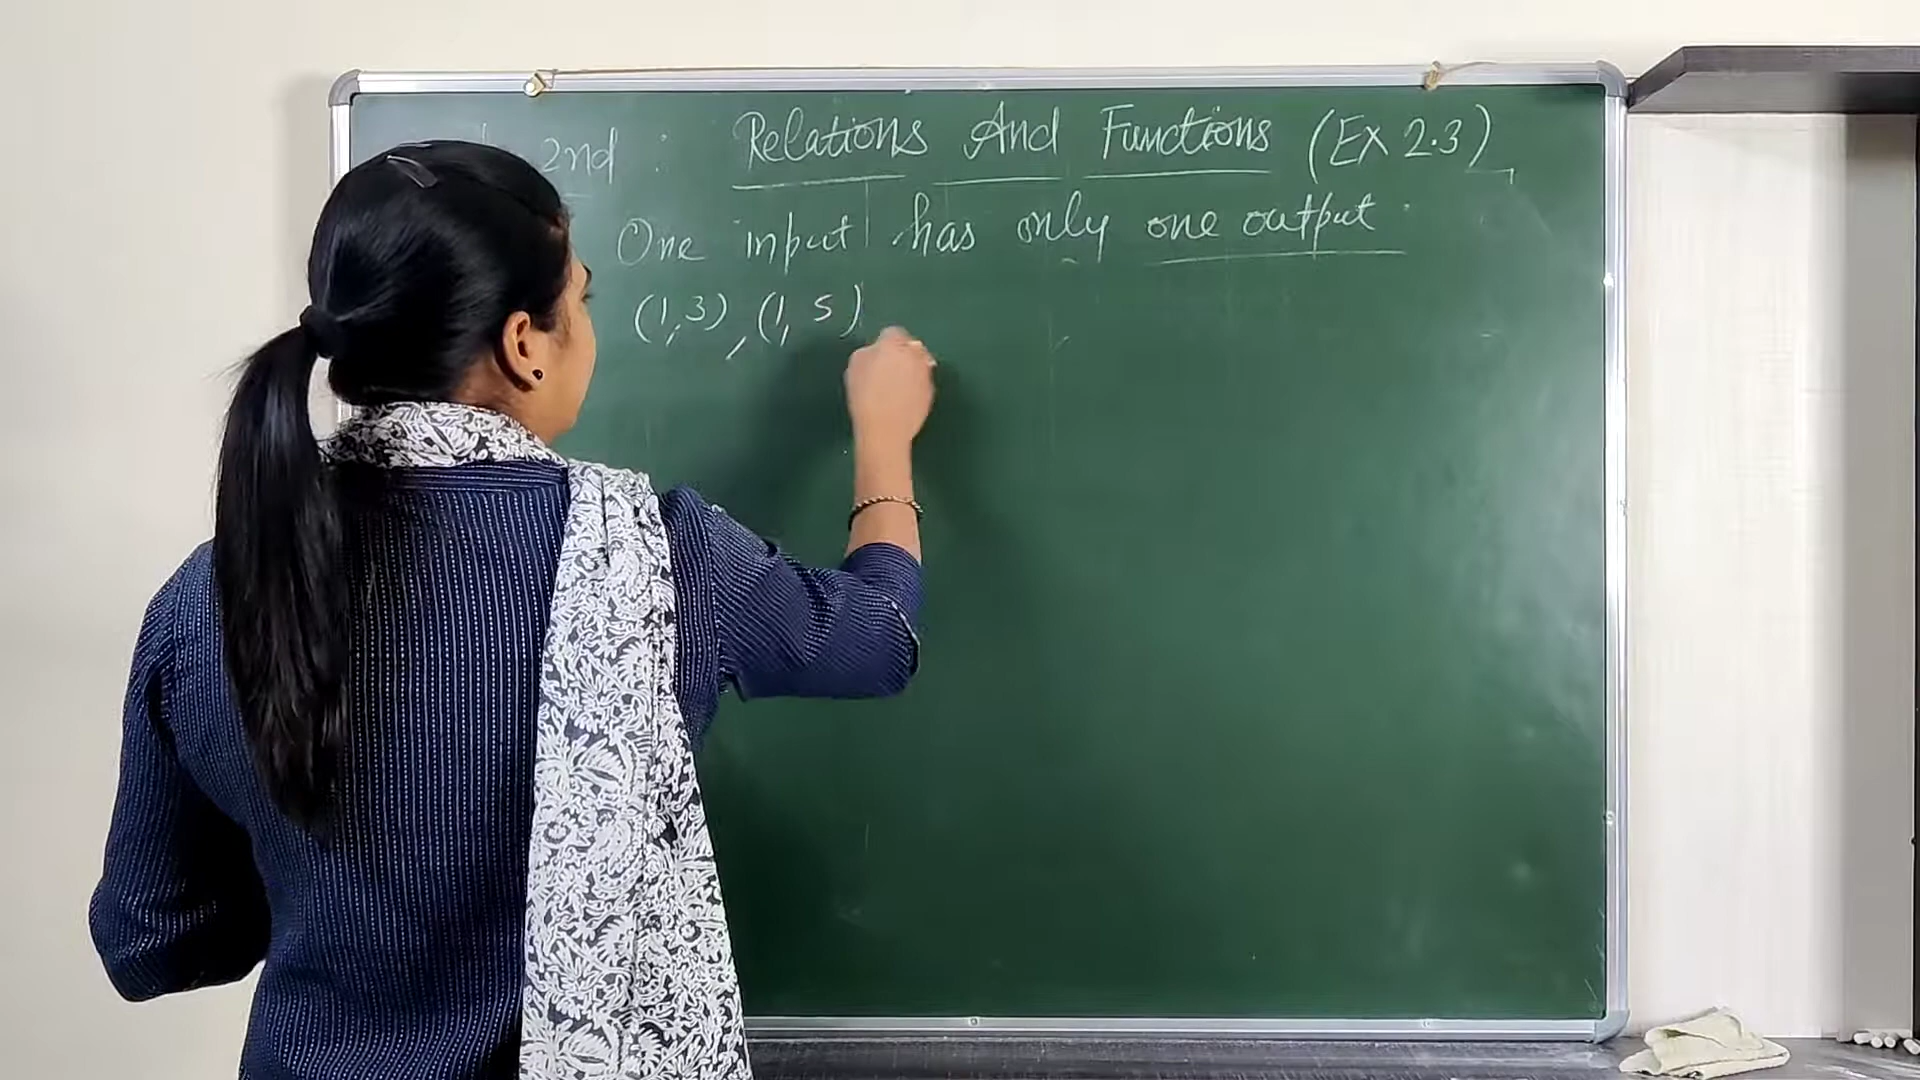 2nd : Relations And Functions (Ex 2.3)
One input has only one output.
(1,3), (1, 5)